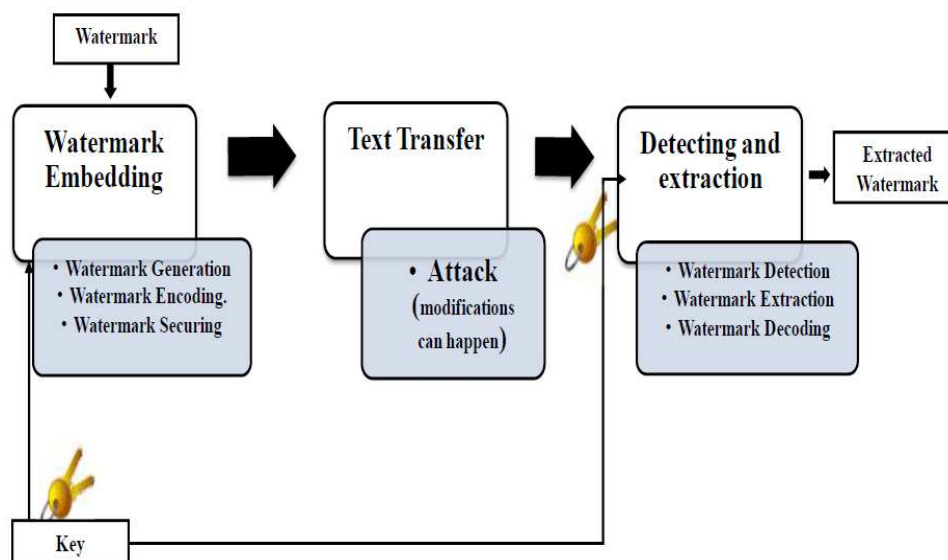 Watermark
Watermark
Embedding
• Watermark Generation
• Watermark Encoding.
• Watermark Securing
Text Transfer
• Attack
(modifications
can happen)
Detecting and
extraction
• Watermark Detection
• Watermark Extraction
• Watermark Decoding
Extracted
Watermark
Key